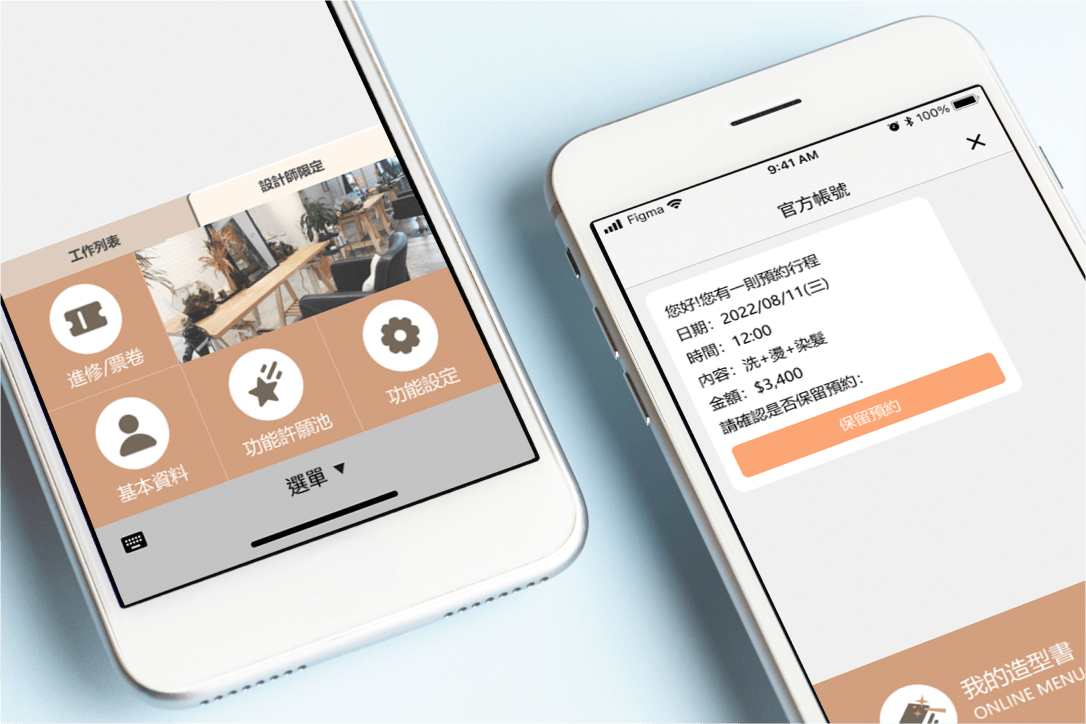 設計師限定
工作列表
進修/票卷
基本資料
功能許願池
功能設定
選單 ▼
Figma
9:41 AM
100%
官方帳號
您好!您有一則預約行程
日期：2022/08/11(三)
時間：12:00
內容：洗+燙+染髮
金額：$3,400
請確認是否保留預約：
保留預約
我的造型書
ONLINE MENU